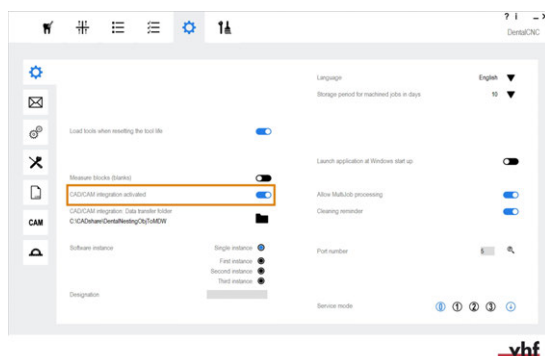 ? i
DentalCNC
Language English
Storage period for machined jobs in days 10
Load tools when resetting the tool life
Launch application at Windows start up
Measure blocks (blanks)
CAD/CAM integration activated
Allow MultiJob processing
CAD/CAM integration: Data transfer folder
Cleaning reminder
C:\CADshare\DentalNestingObjToMDW
CAM
Software instance Single instance
Port number
First instance
Second instance
Third instance
Designation
Service mode 0 1 2 3
vhf